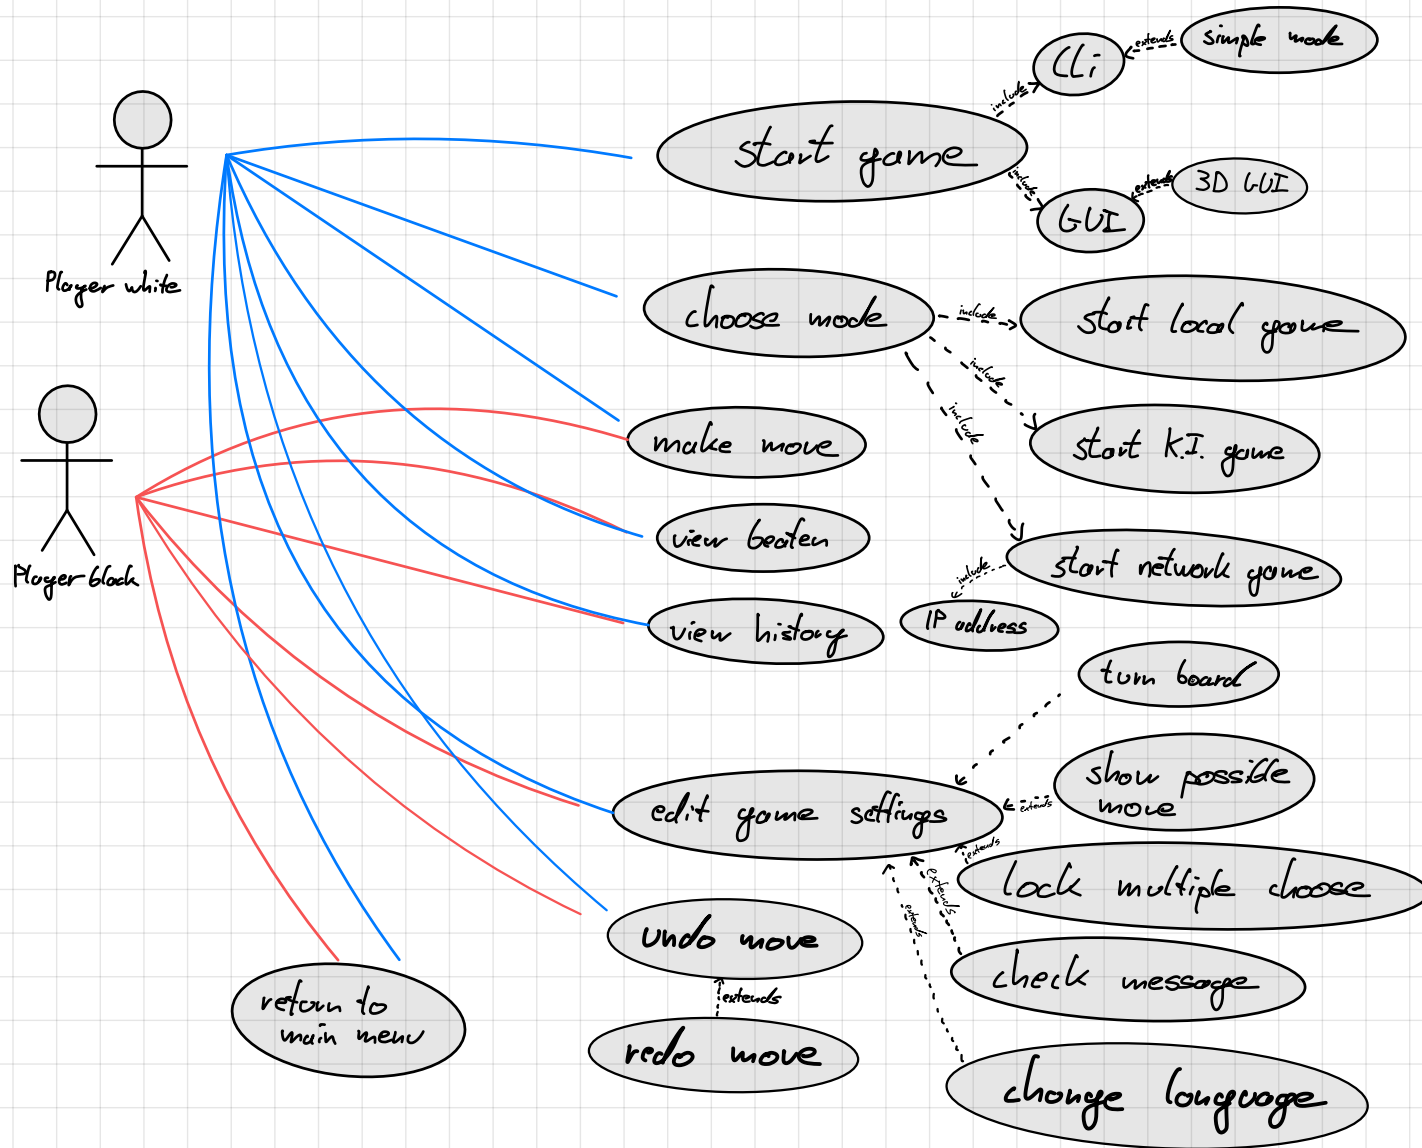 simple mode
extends
CLi
include
start game
include
extends
3D GUI
GUI
Player white
choose mode
include
start local game
include
include
make move
start K.I. game
view beaten
start network game
include
Player black
IP address
view history
turn board
show possible
move
extends
edit game settings
extends
lock multiple choose
extends
extends
undo move
check message
extends
return to
main menu
redo move
change language